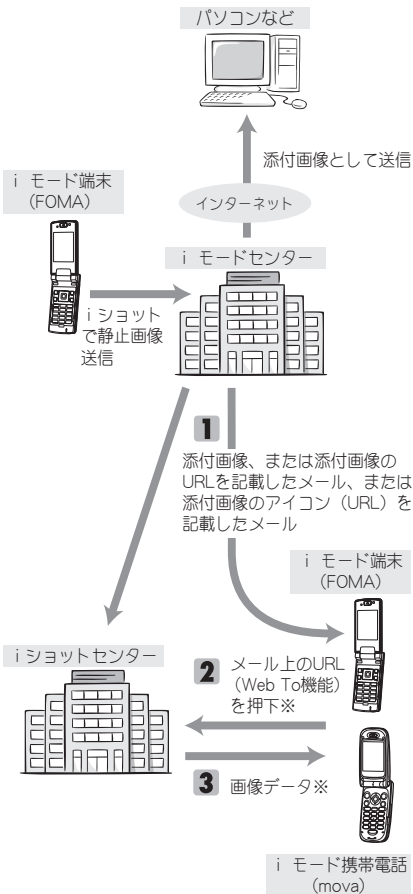 パソコンなど
添付画像として送信
i モード端末
(FOMA)
インターネット
i モードセンター
i ショット
で静止画像
送信
1
添付画像、または添付画像の
URLを記載したメール、または
添付画像のアイコン（URL）を
記載したメール
i モード端末
(FOMA)
i ショットセンター
2 メール上のURL
（Web To機能）
を押下※
3 画像データ※
i モード携帯電話
(mova)